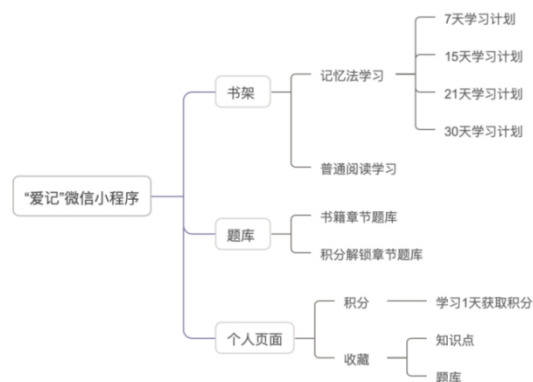 “爱记”微信小程序
书架
记忆法学习
7天学习计划
15天学习计划
21天学习计划
30天学习计划
普通阅读学习
题库
书籍章节题库
积分解锁章节题库
个人页面
积分
学习1天获取积分
收藏
知识点
题库